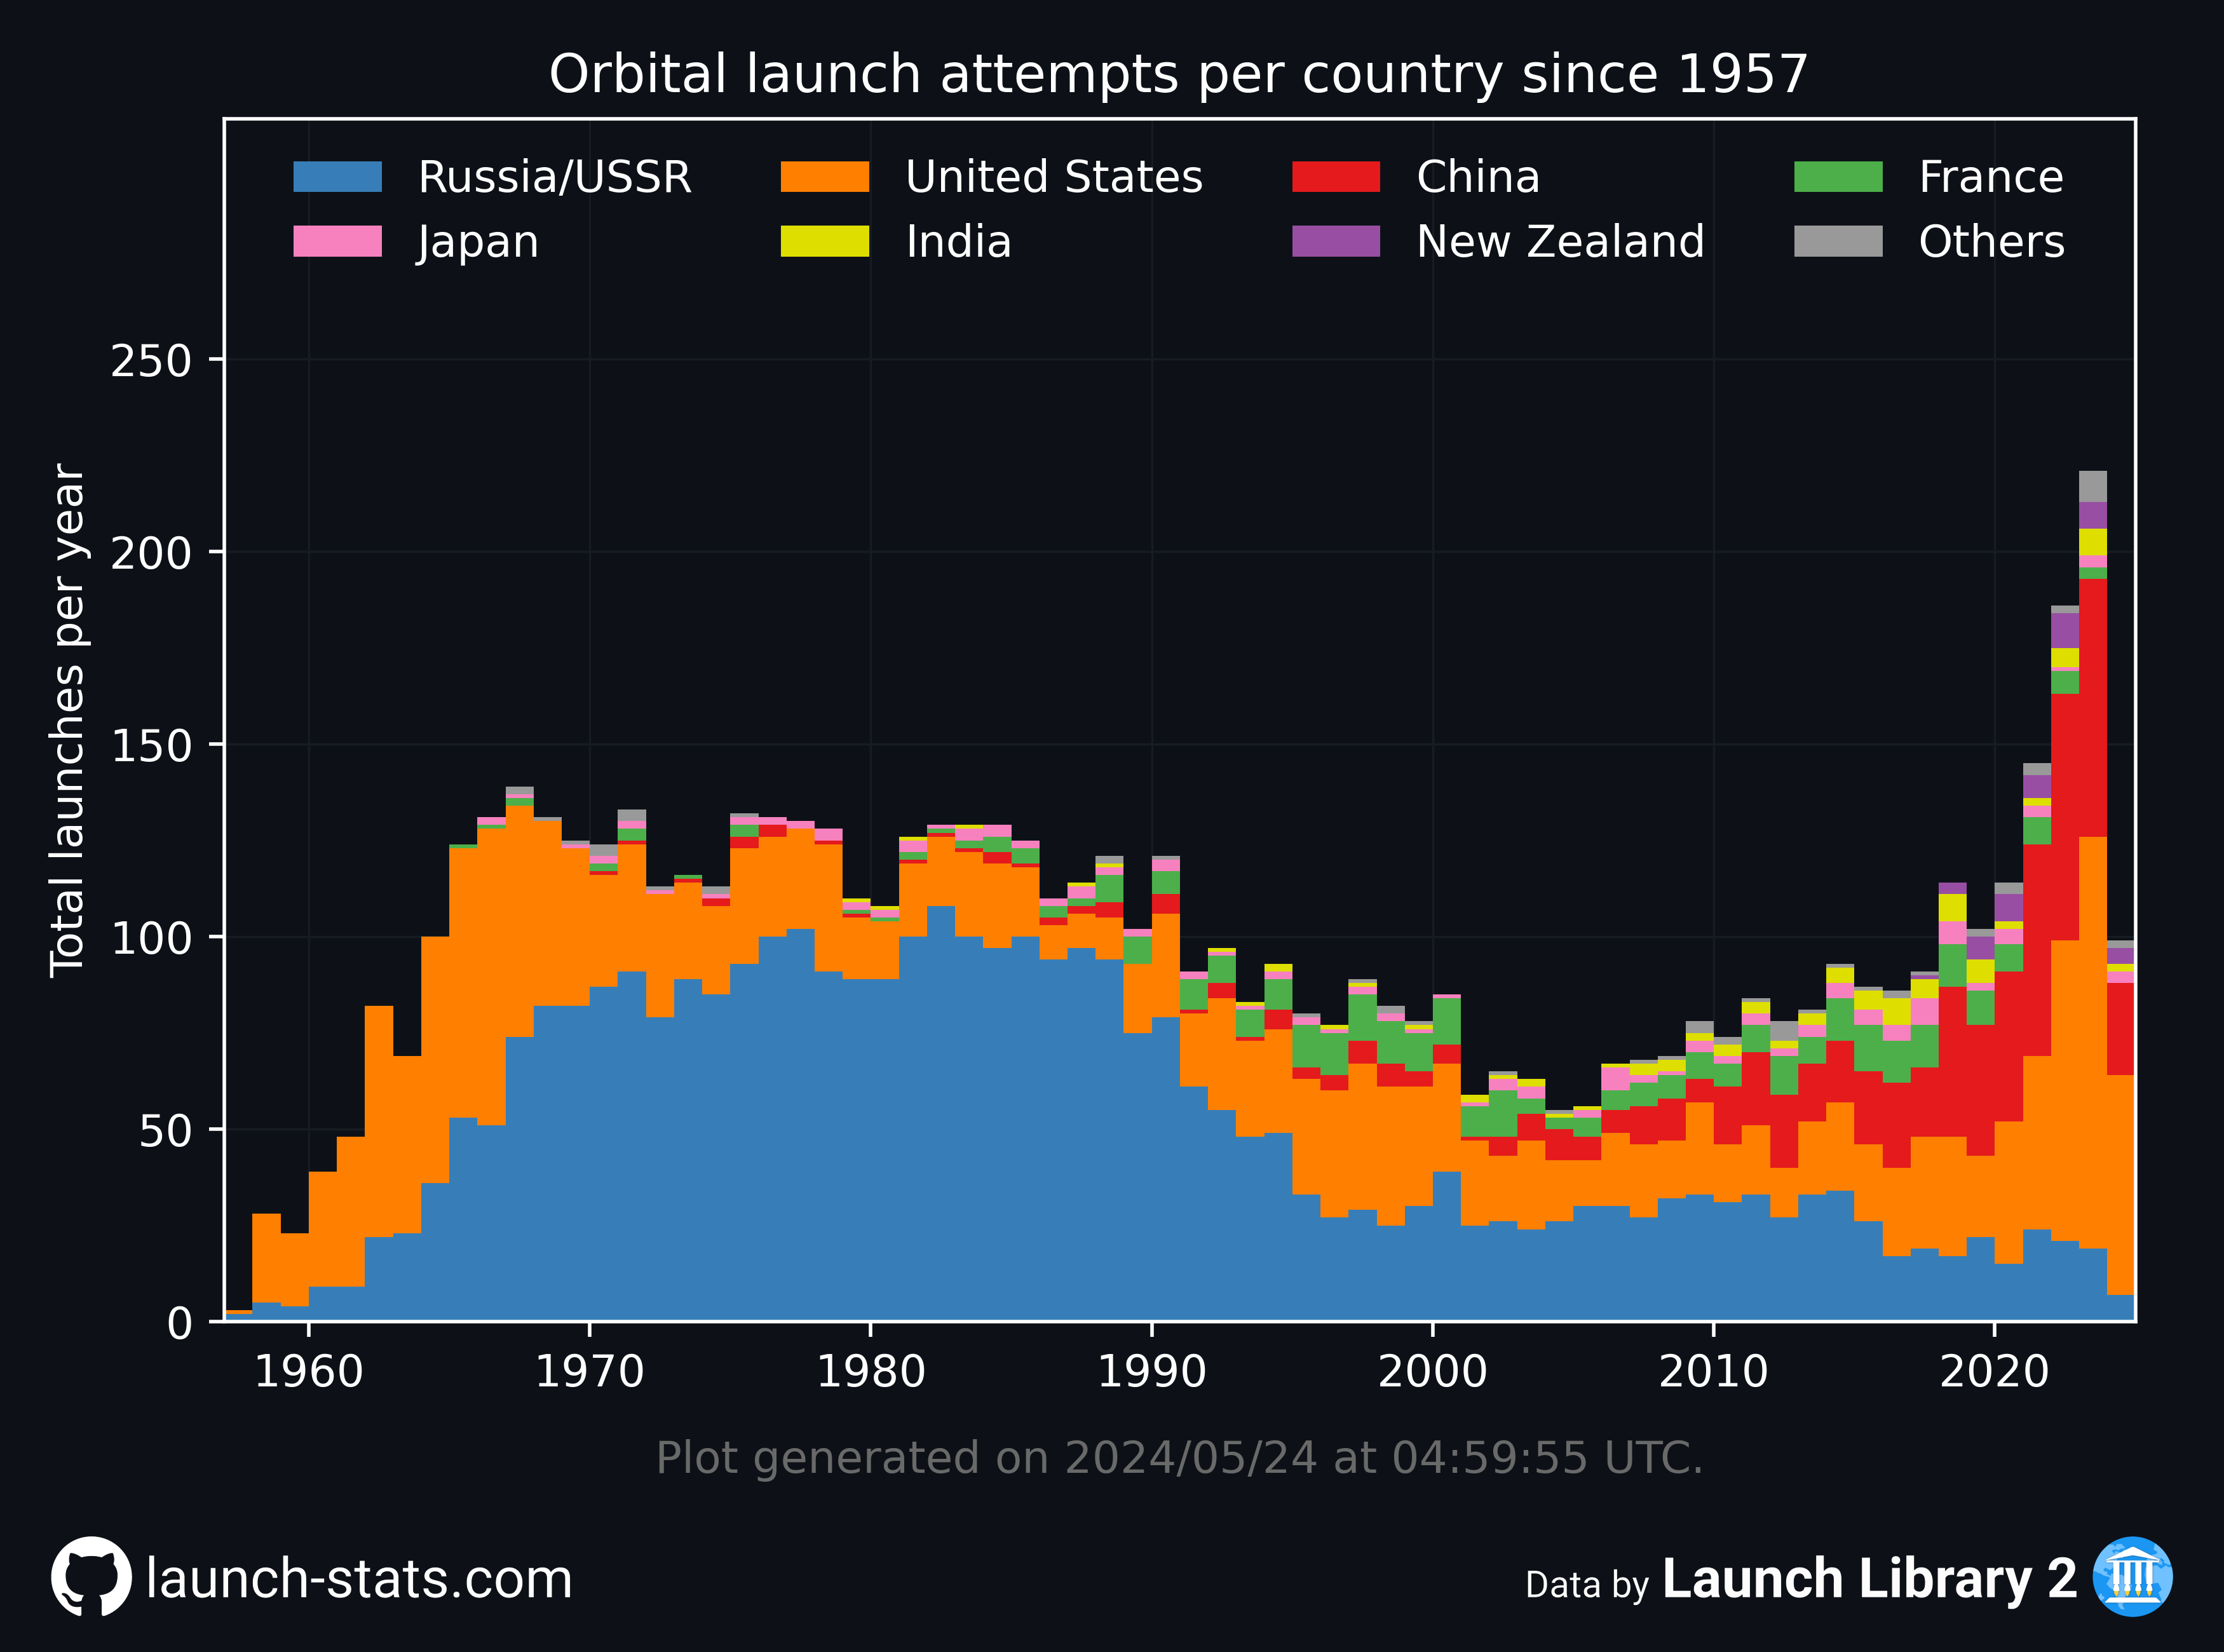 Orbital launch attempts per country since 1957
Russia/USSR United States China France
Japan India New Zealand Others
Total launches per year
250
200
150
100
50
0
1960 1970 1980 1990 2000 2010 2020
Plot generated on 2024/05/24 at 04:59:55 UTC.
launch-stats.com
Data by Launch Library 2